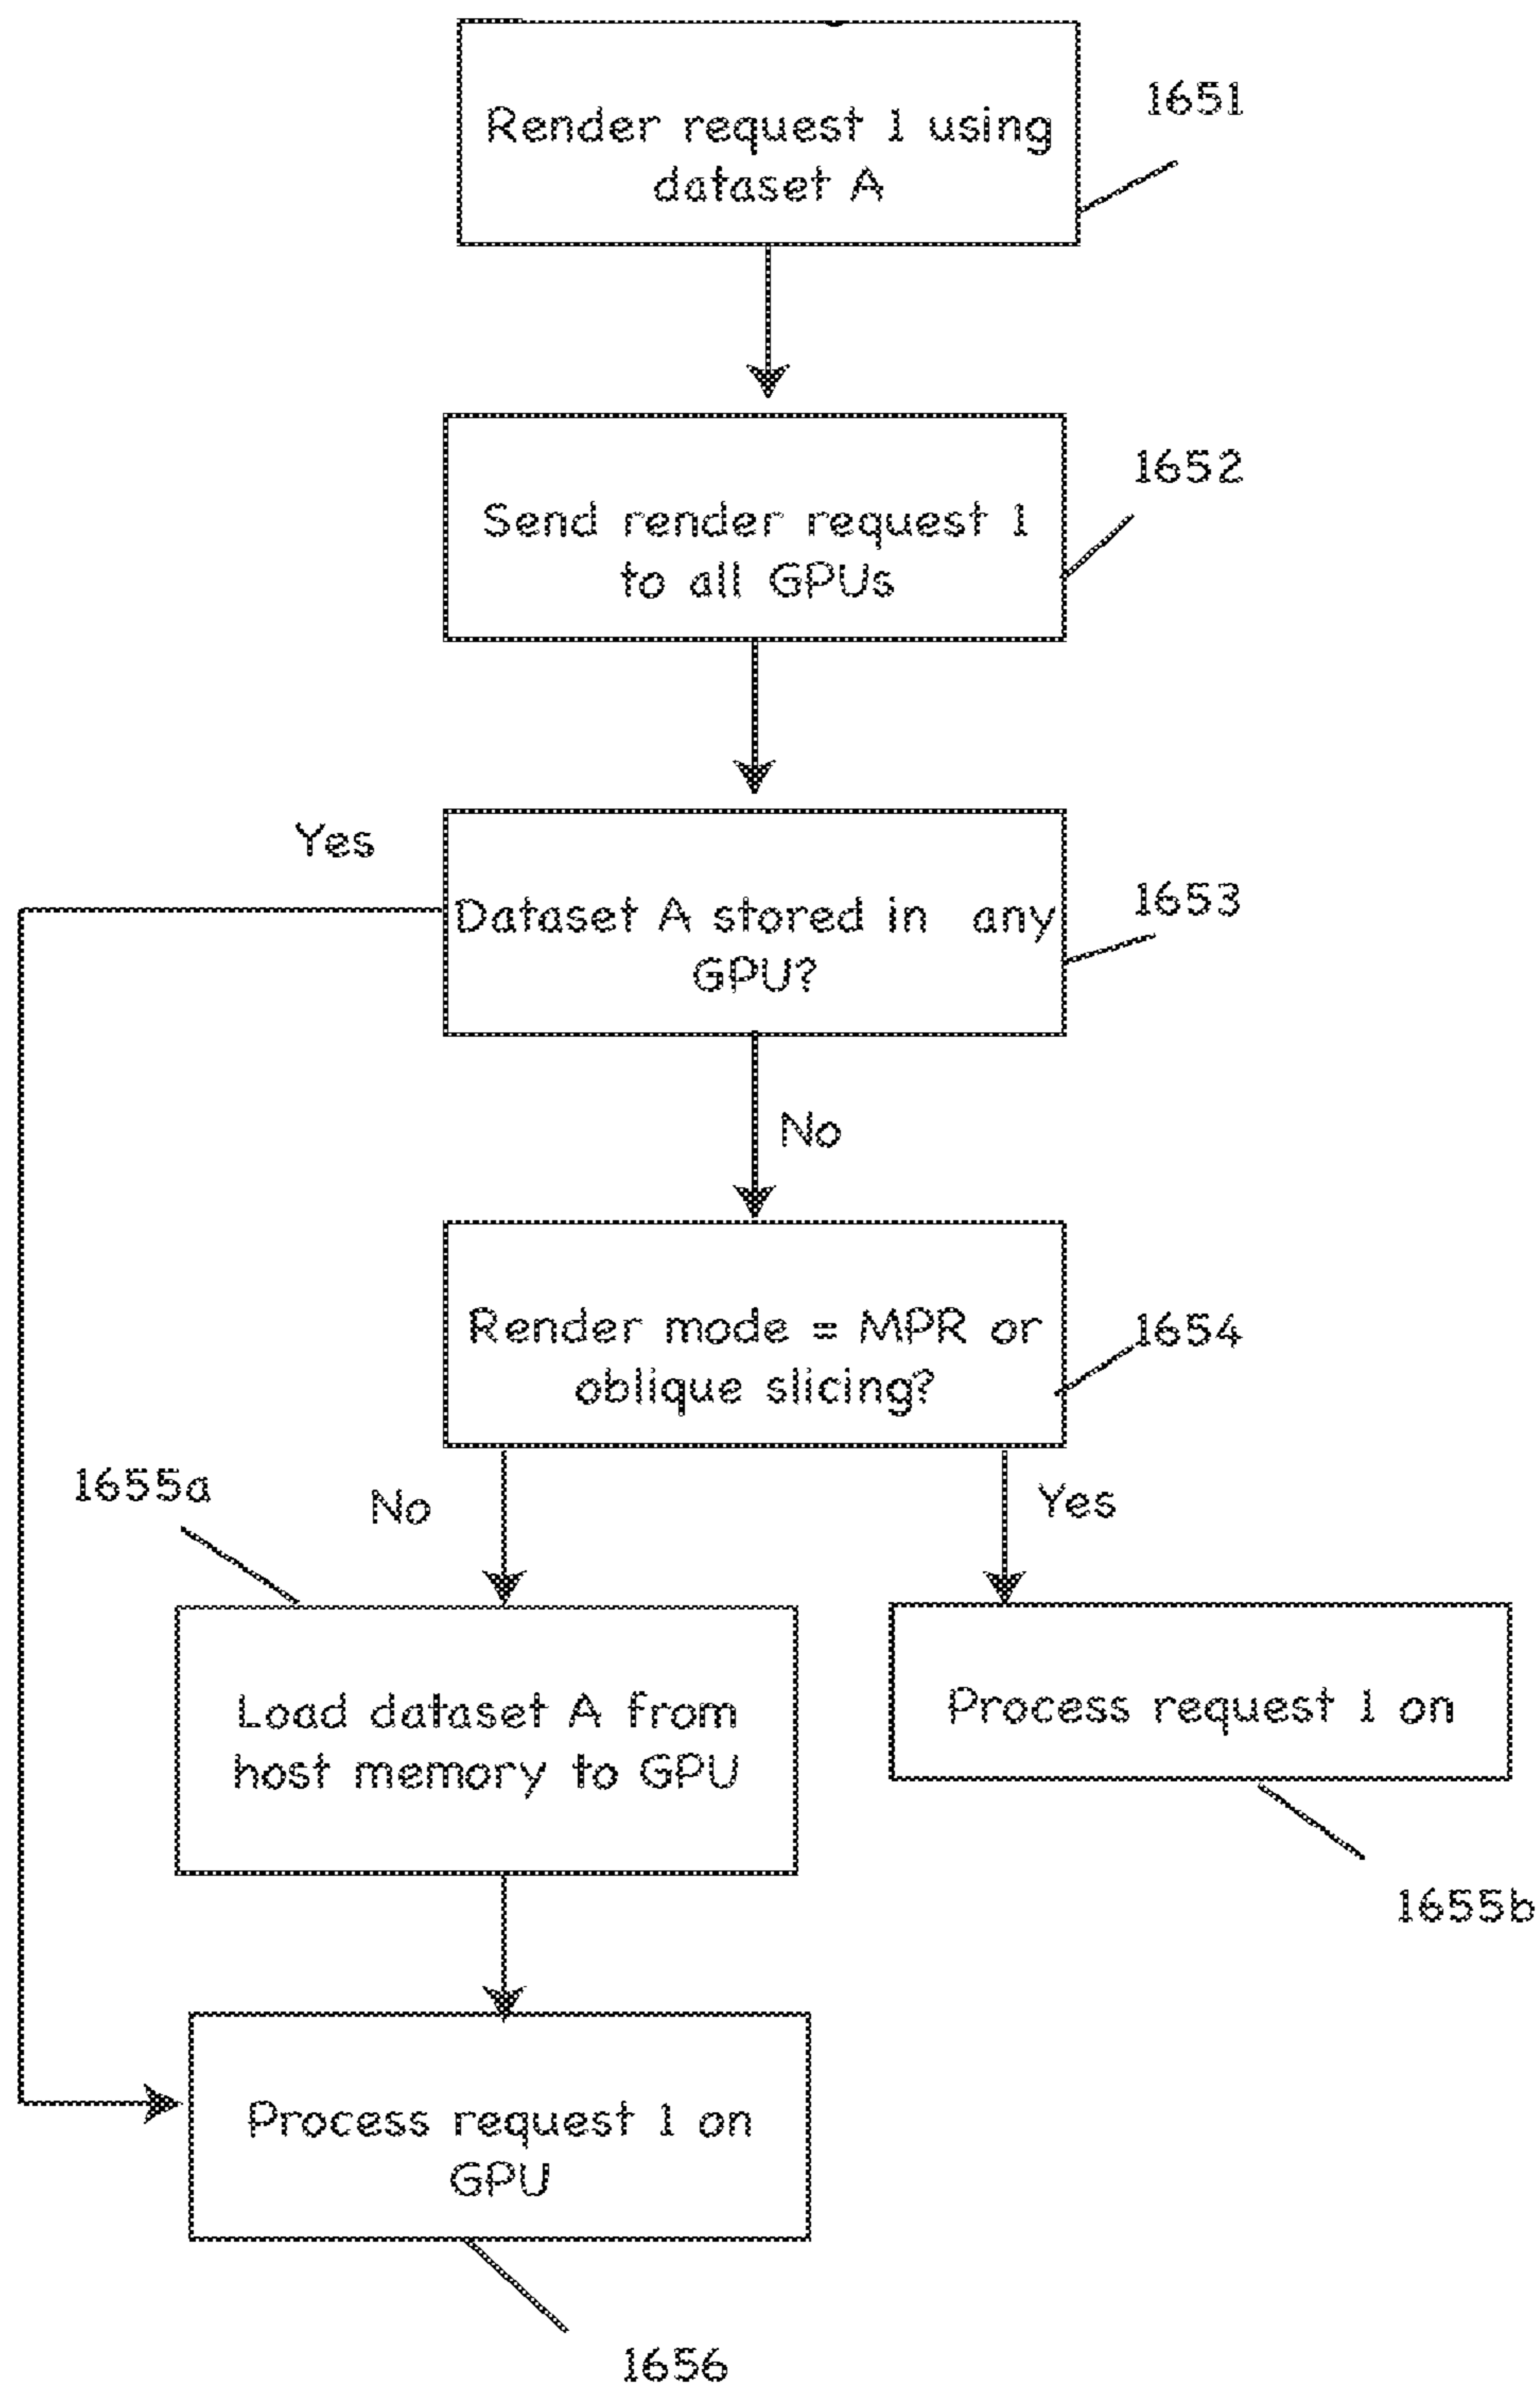 Render request 1 using
dataset A
1651
Send render request 1
to all GPUs
1652
Yes
Dataset A stored in any
GPU?
1653
No
Render mode = MPR or
oblique slicing?
1654
1655a
No
Yes
Load dataset A from
host memory to GPU
Process request 1 on
1655b
Process request 1 on
GPU
1656